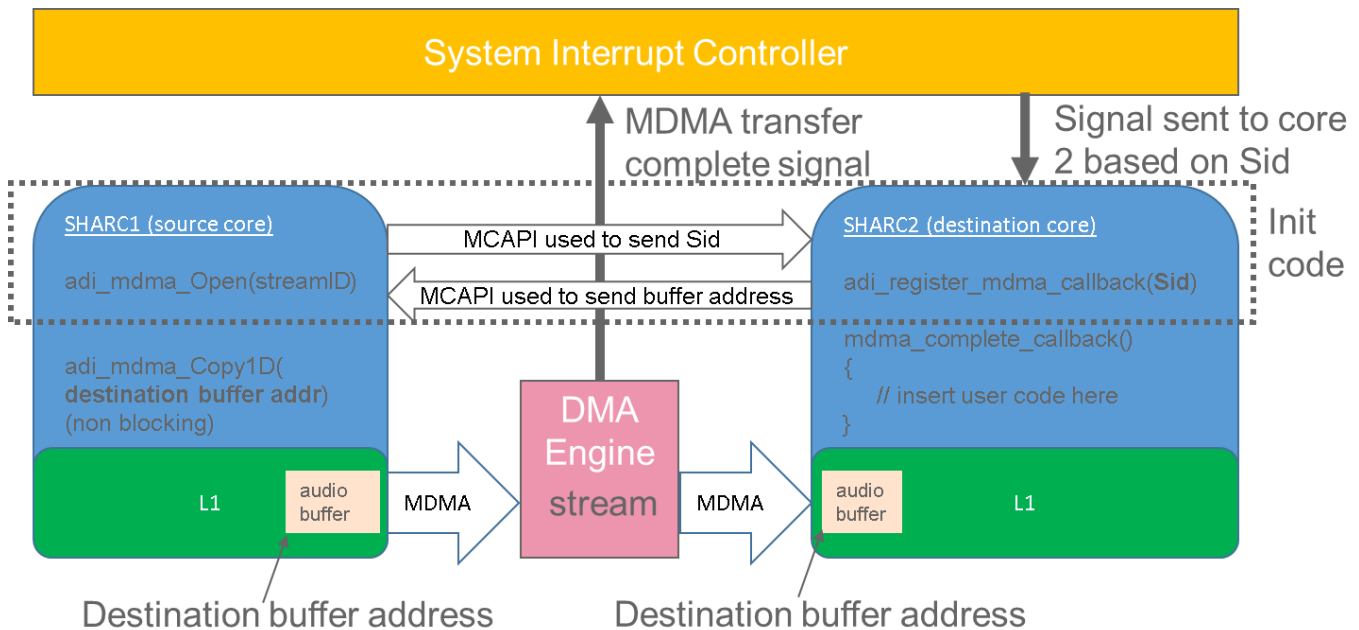 System Interrupt Controller
MDMA transfer
complete signal
Signal sent to core
2 based on Sid
SHARC1 (source core)
MCAPI used to send Sid
SHARC2 (destination core)
Init
code
adi_mdma_Open(streamID)
MCAPI used to send buffer address
adi_register_mdma_callback(Sid)
adi_mdma_Copy1D(
destination buffer addr)
(non blocking)
mdma_complete_callback()
{
// insert user code here
}
DMA
Engine
stream
L1
audio
buffer
MDMA
MDMA
audio
buffer
L1
Destination buffer address
Destination buffer address